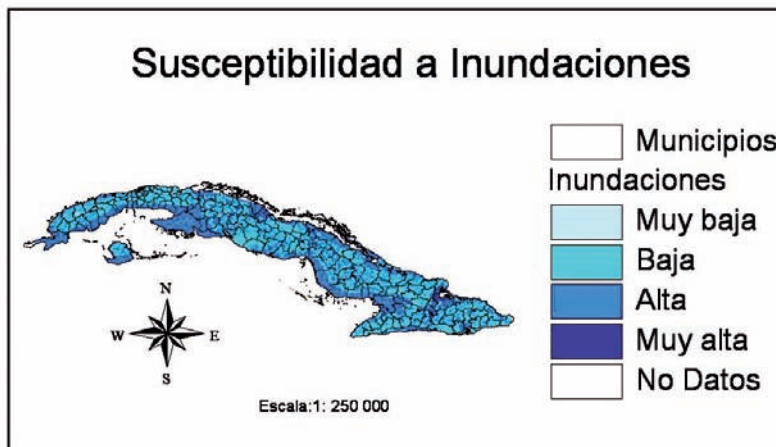 Susceptibilidad a Inundaciones
Municipios
Inundaciones
Muy baja
Baja
Alta
Muy alta
No Datos
N
W E
S
Escala:1: 250 000